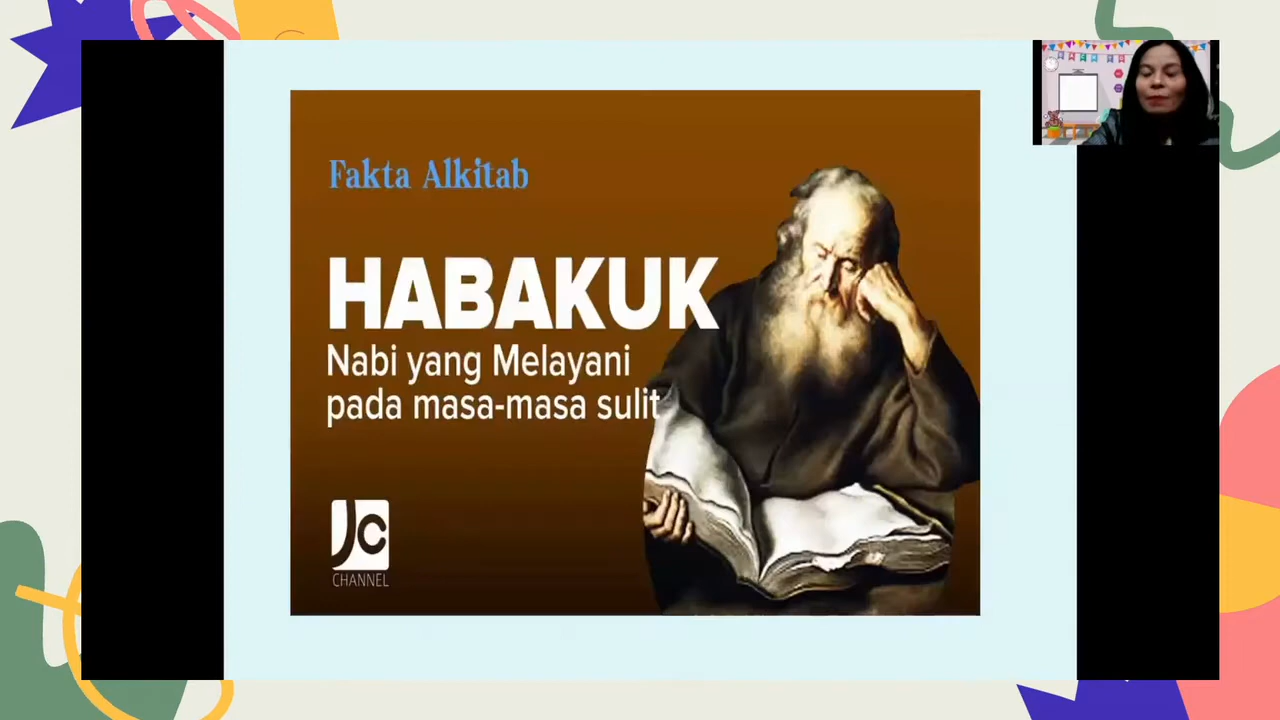 Fakta Alkitab
HABAKUK
Nabi yang Melayani
pada masa-masa sulit
JC
CHANNEL